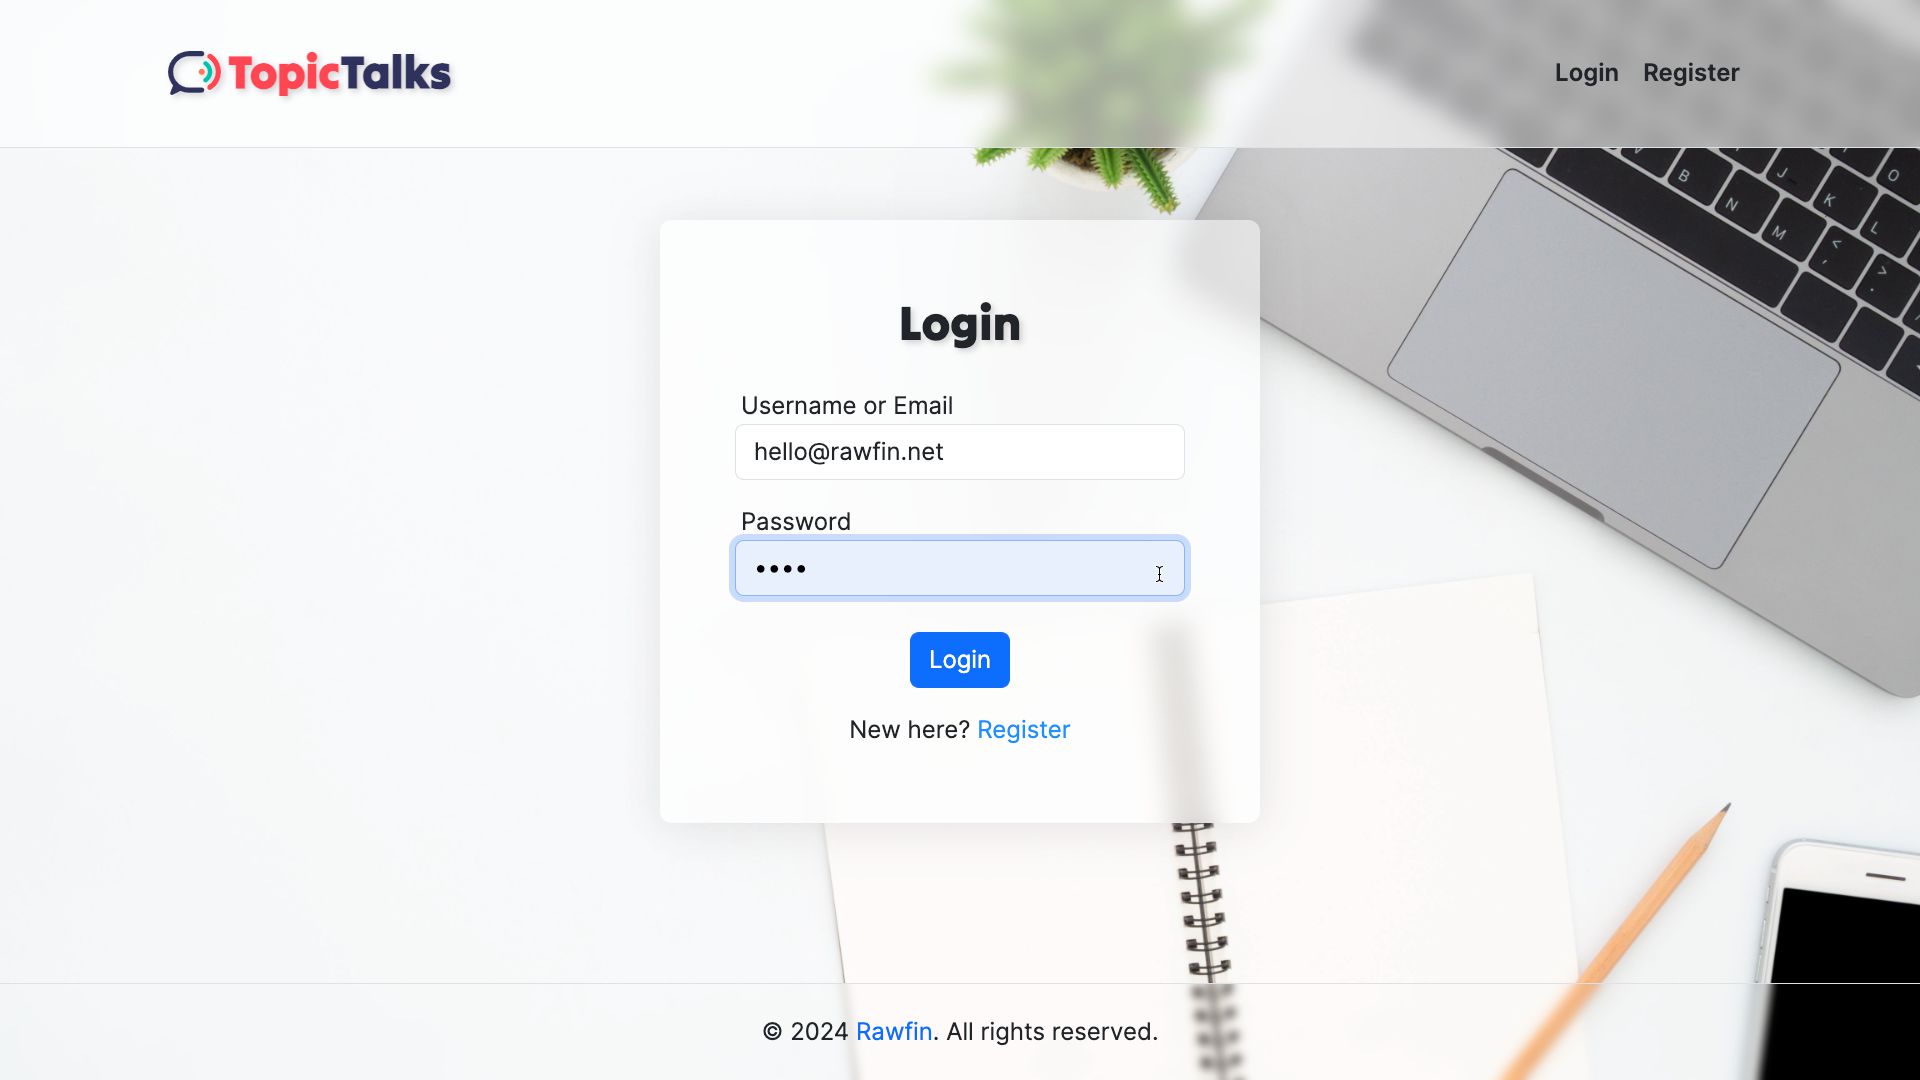 TopicTalks
Login Register
Login
Username or Email
hello@rawfin.net
Password
••••
Login
New here? Register
© 2024 Rawfin. All rights reserved.
V
J
O
B
K
N
L
M
<
,
>
.